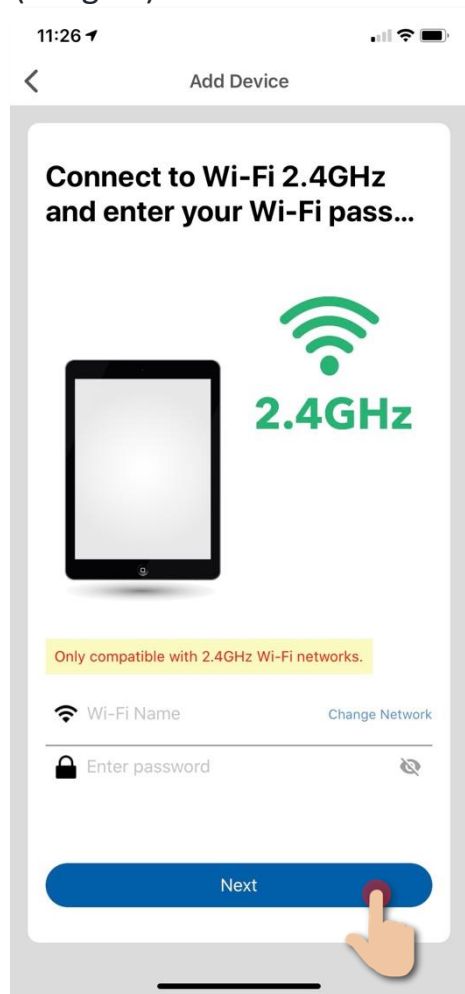 11:26
Add Device
Connect to Wi-Fi 2.4GHz
and enter your Wi-Fi pass...
2.4GHz
Only compatible with 2.4GHz Wi-Fi networks.
Wi-Fi Name
Change Network
Enter password
Next